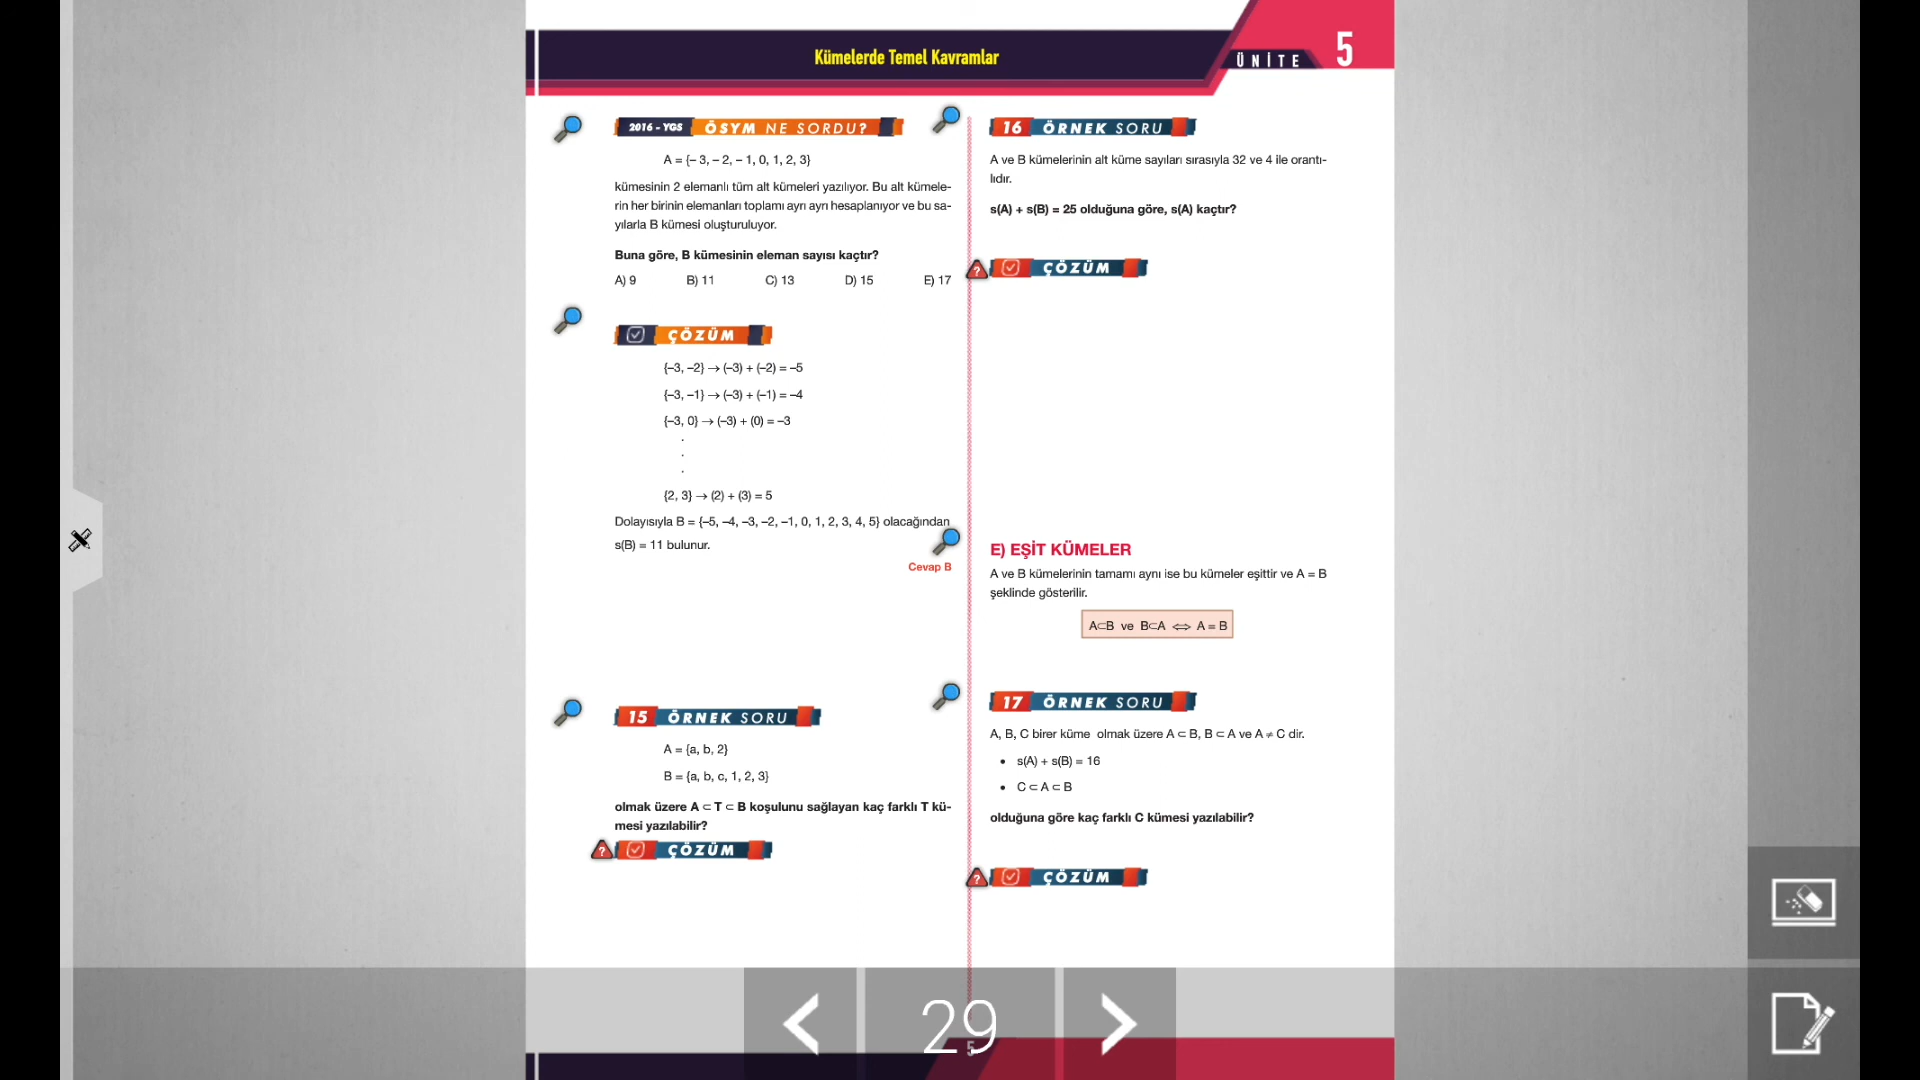 Kümelerde Temel Kavramlar
ÜNİTE 5
2016 - YGS ÖSYM NE SORDU?
A = {– 3, – 2, – 1, 0, 1, 2, 3}
kümesinin 2 elemanlı tüm alt kümeleri yazılıyor. Bu alt kümele-
rin her birinin elemanları toplamı ayrı ayrı hesaplanıyor ve bu sa-
yılarla B kümesi oluşturuluyor.
Buna göre, B kümesinin eleman sayısı kaçtır?
A) 9 B) 11 C) 13 D) 15 E) 17
ÇÖZÜM
{–3, –2} → (–3) + (–2) = –5
{–3, –1} → (–3) + (–1) = –4
{–3, 0} → (–3) + (0) = –3
.
.
.
{2, 3} → (2) + (3) = 5
Dolayısıyla B = {–5, –4, –3, –2, –1, 0, 1, 2, 3, 4, 5} olacağından
s(B) = 11 bulunur.
Cevap B
15 ÖRNEK SORU
A = {a, b, 2}
B = {a, b, c, 1, 2, 3}
olmak üzere A ⊂ T ⊂ B koşulunu sağlayan kaç farklı T kü-
mesi yazılabilir?
? ÇÖZÜM
16 ÖRNEK SORU
A ve B kümelerinin alt küme sayıları sırasıyla 32 ve 4 ile orantı-
lıdır.
s(A) + s(B) = 25 olduğuna göre, s(A) kaçtır?
? ÇÖZÜM
E) EŞİT KÜMELER
A ve B kümelerinin tamamı aynı ise bu kümeler eşittir ve A = B
şeklinde gösterilir.
A⊂B ve B⊂A ⇔ A = B
17 ÖRNEK SORU
A, B, C birer küme olmak üzere A ⊂ B, B ⊂ A ve A ≠ C dir.
• s(A) + s(B) = 16
• C ⊂ A ⊂ B
olduğuna göre kaç farklı C kümesi yazılabilir?
? ÇÖZÜM
29
5